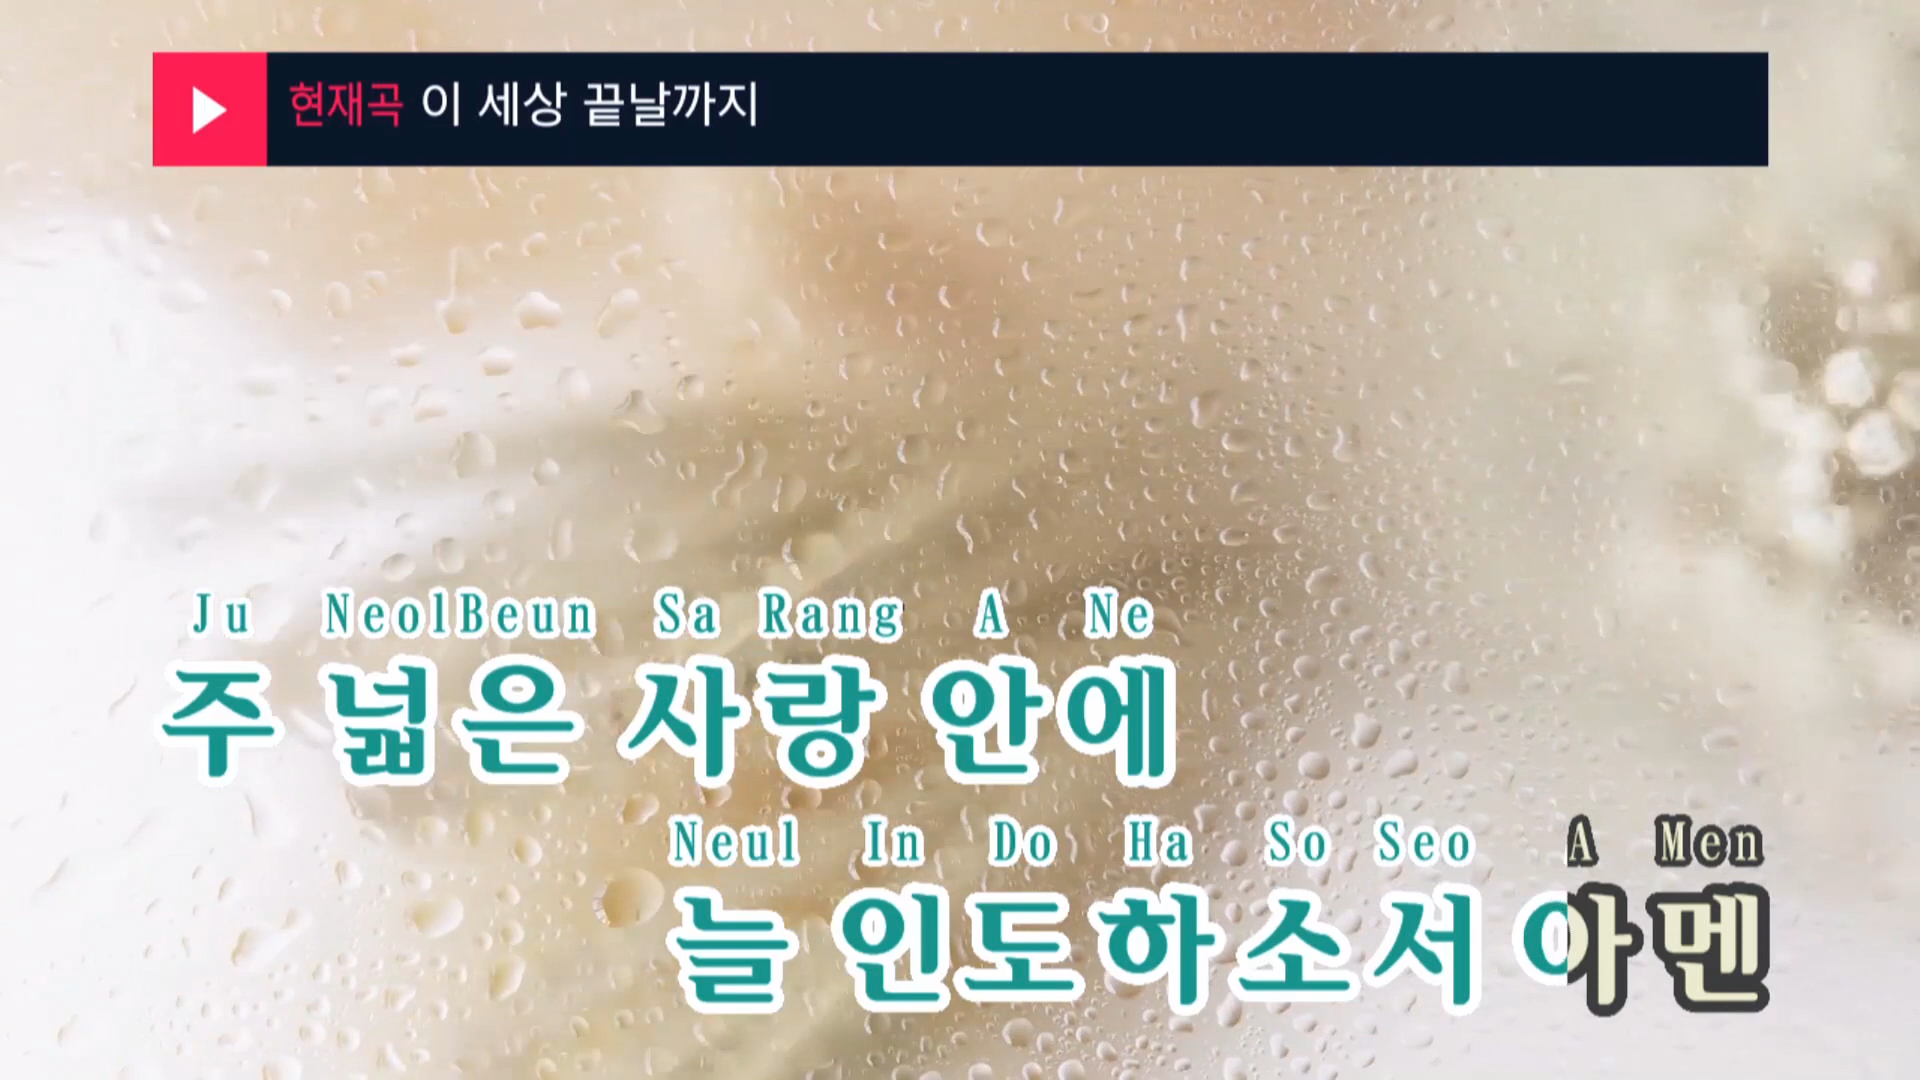 현재곡 이 세상 끝날까지
Ju NeolBeun Sa Rang A Ne
주 넓은 사랑 안에
Neul In Do Ha So Seo A Men
늘 인도하소서 아멘